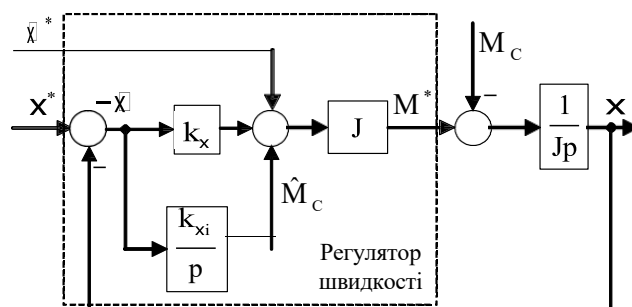 *
x* −x
−
k_x
J
M*
M_C
−
1
Jp
x
k_xi
p
M̂_C
Регулятор
швидкості